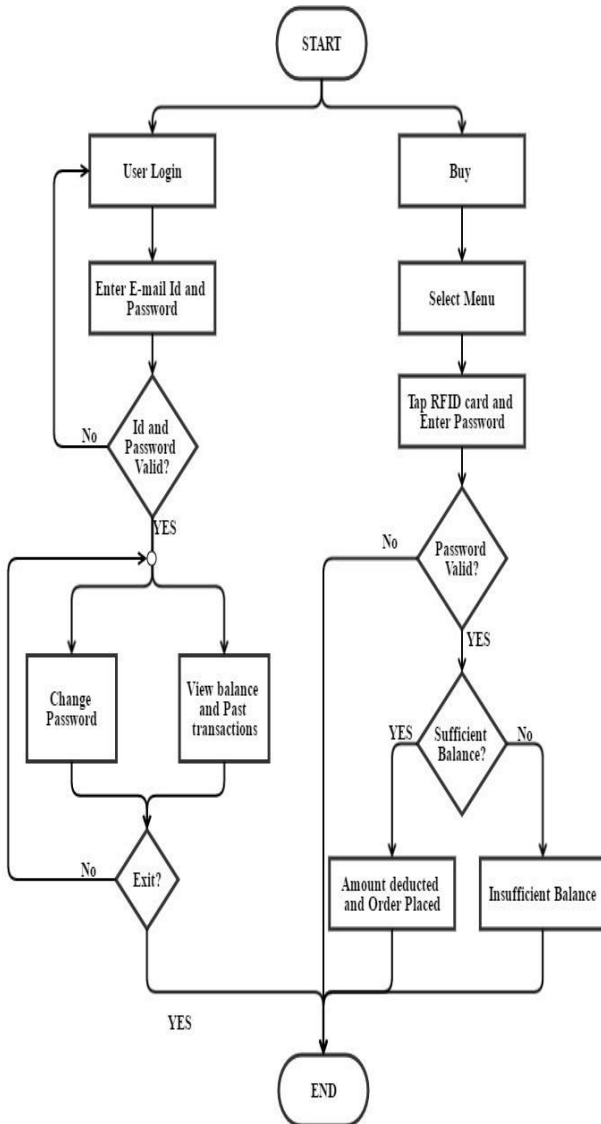 START
User Login
Buy
Enter E-mail Id and
Password
Select Menu
Tap RFID card and
Enter Password
Id and
Password
Valid?
No
YES
Password
Valid?
No
YES
Change
Password
View balance
and Past
transactions
Sufficient
Balance?
YES
No
Exit?
No
YES
Amount deducted
and Order Placed
Insufficient Balance
END